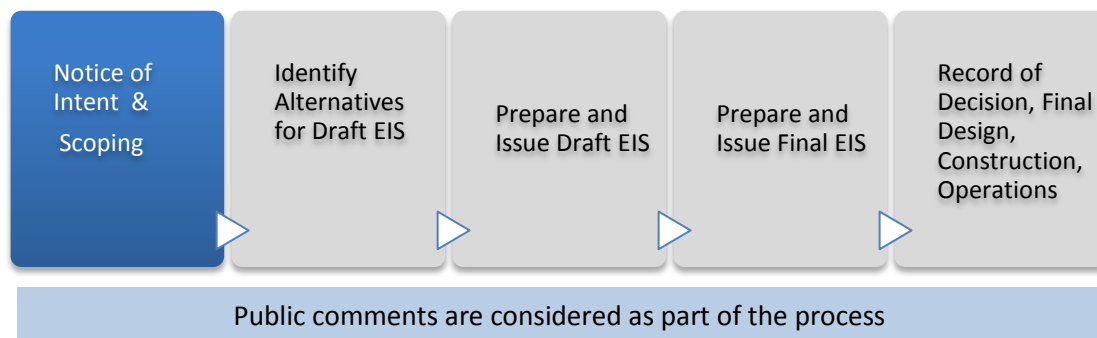 Notice of
Intent &
Scoping
Identify
Alternatives
for Draft EIS
Prepare and
Issue Draft EIS
Prepare and
Issue Final EIS
Record of
Decision, Final
Design,
Construction,
Operations
Public comments are considered as part of the process